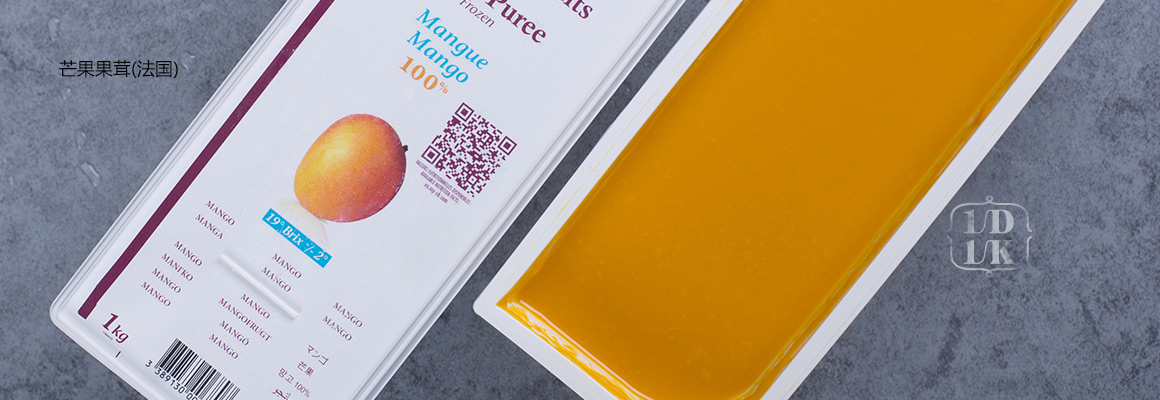 芒果果茸(法国)
Puree
Frozen
Mangue
Mango
100%
19° Brix +/- 2°
MANGO
MANGA
MANGO
MANGO
MANGO
MANGO
MANGO
MANGO
MANGO
MANGOFRUGT
MANGÓ
MANGO
MANGO
マンゴ
芒果
망고 100%
1kg
1D
1K